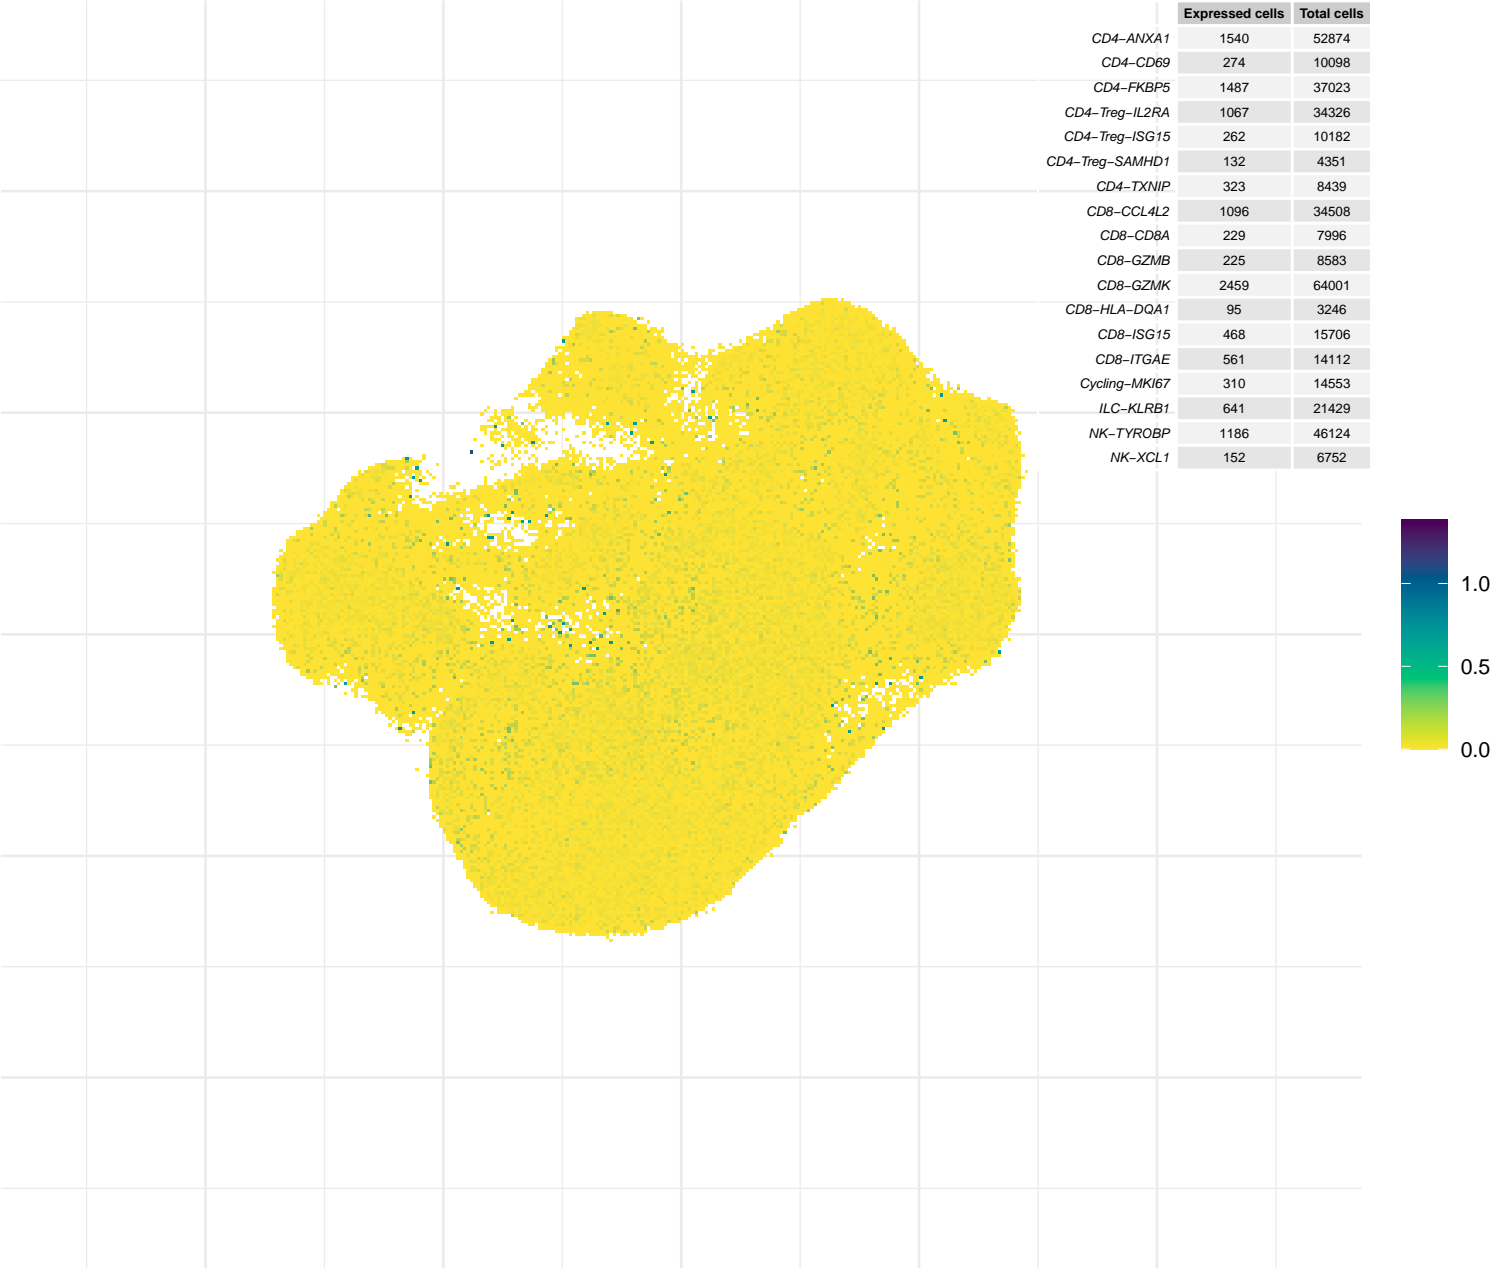 Expressed cells Total cells
CD4−ANXA1 1540 52874
CD4−CD69 274 10098
CD4−FKBP5 1487 37023
CD4−Treg−IL2RA 1067 34326
CD4−Treg−ISG15 262 10182
CD4−Treg−SAMHD1 132 4351
CD4−TXNIP 323 8439
CD8−CCL4L2 1096 34508
CD8−CD8A 229 7996
CD8−GZMB 225 8583
CD8−GZMK 2459 64001
CD8−HLA−DQA1 95 3246
CD8−ISG15 468 15706
CD8−ITGAE 561 14112
Cycling−MKI67 310 14553
ILC−KLRB1 641 21429
NK−TYROBP 1186 46124
NK−XCL1 152 6752
1.0
0.5
0.0